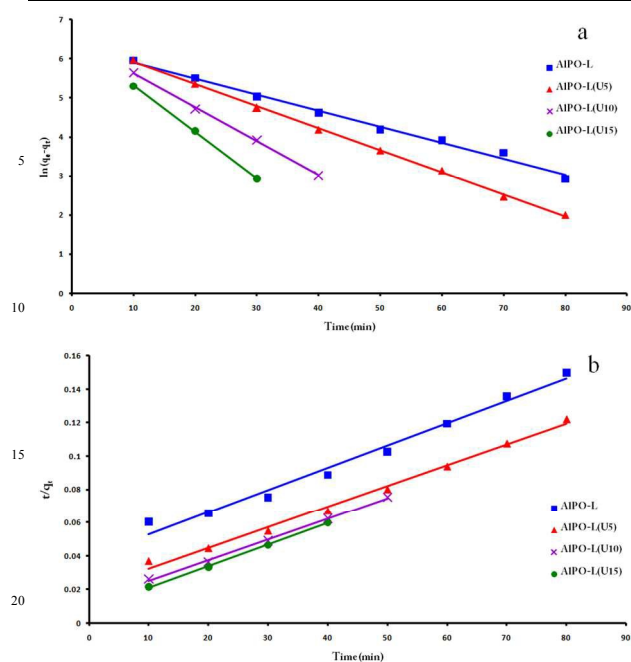 a
7
6
5
4
3
2
1
0
ln (qe-qt)
0 10 20 30 40 50 60 70 80 90
Time(min)
AlPO-L
AlPO-L(U5)
AlPO-L(U10)
AlPO-L(U15)
5
10
b
0.16
0.14
0.12
0.1
0.08
0.06
0.04
0.02
0
t/qt
0 10 20 30 40 50 60 70 80 90
Time(min)
AlPO-L
AlPO-L(U5)
AlPO-L(U10)
AlPO-L(U15)
15
20